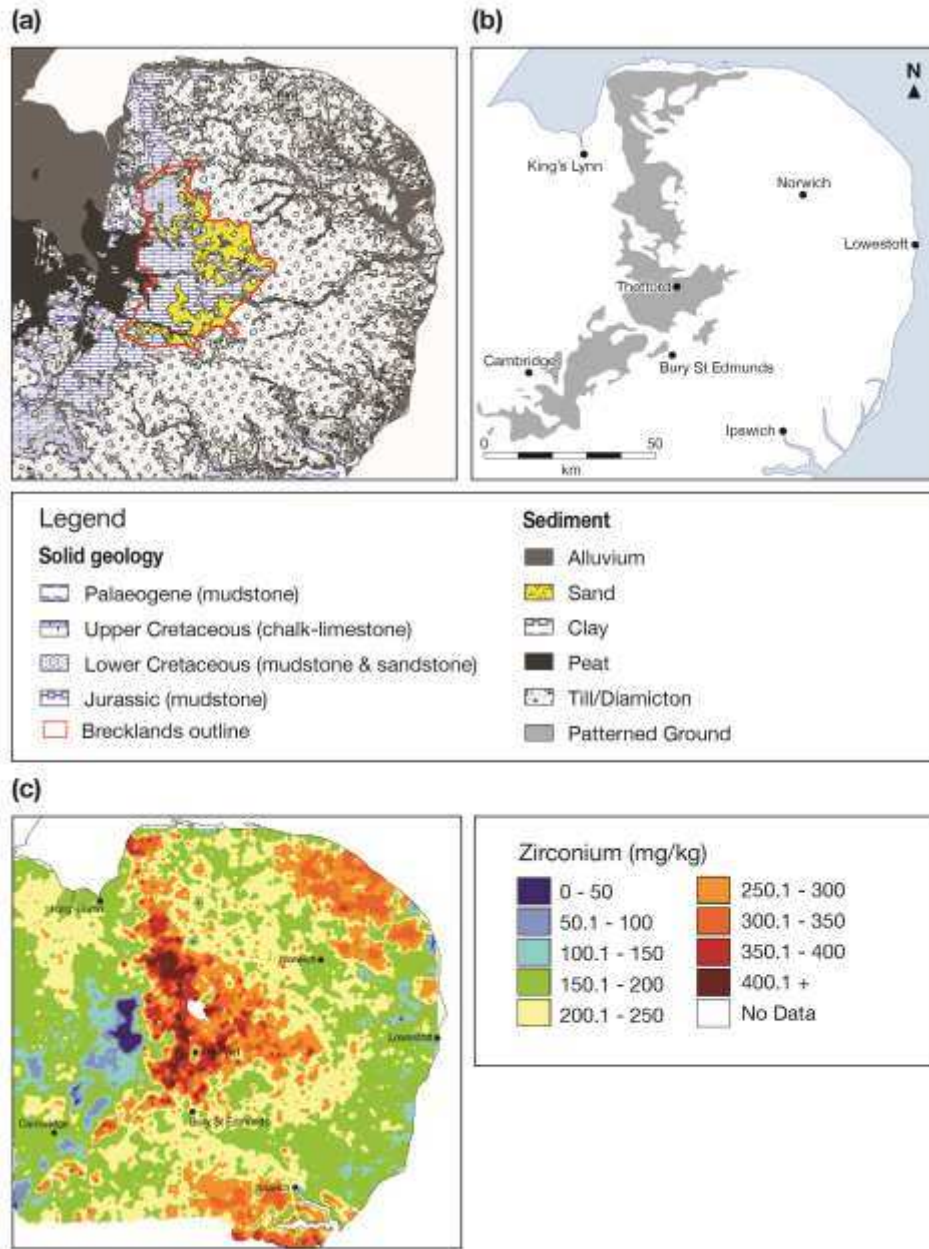 (a)
(b)
N
King's Lynn
Norwich
Lowestoft
Thetford
Cambridge
Bury St Edmunds
Ipswich
0
50
km
Legend
Solid geology
Palaeogene (mudstone)
Upper Cretaceous (chalk-limestone)
Lower Cretaceous (mudstone & sandstone)
Jurassic (mudstone)
Brecklands outline
Sediment
Alluvium
Sand
Clay
Peat
Till/Diamicton
Patterned Ground
(c)
Norwich
Lowestoft
Bury St Edmunds
Cambridge
Ipswich
Zirconium (mg/kg)
0 - 50
50.1 - 100
100.1 - 150
150.1 - 200
200.1 - 250
250.1 - 300
300.1 - 350
350.1 - 400
400.1 +
No Data